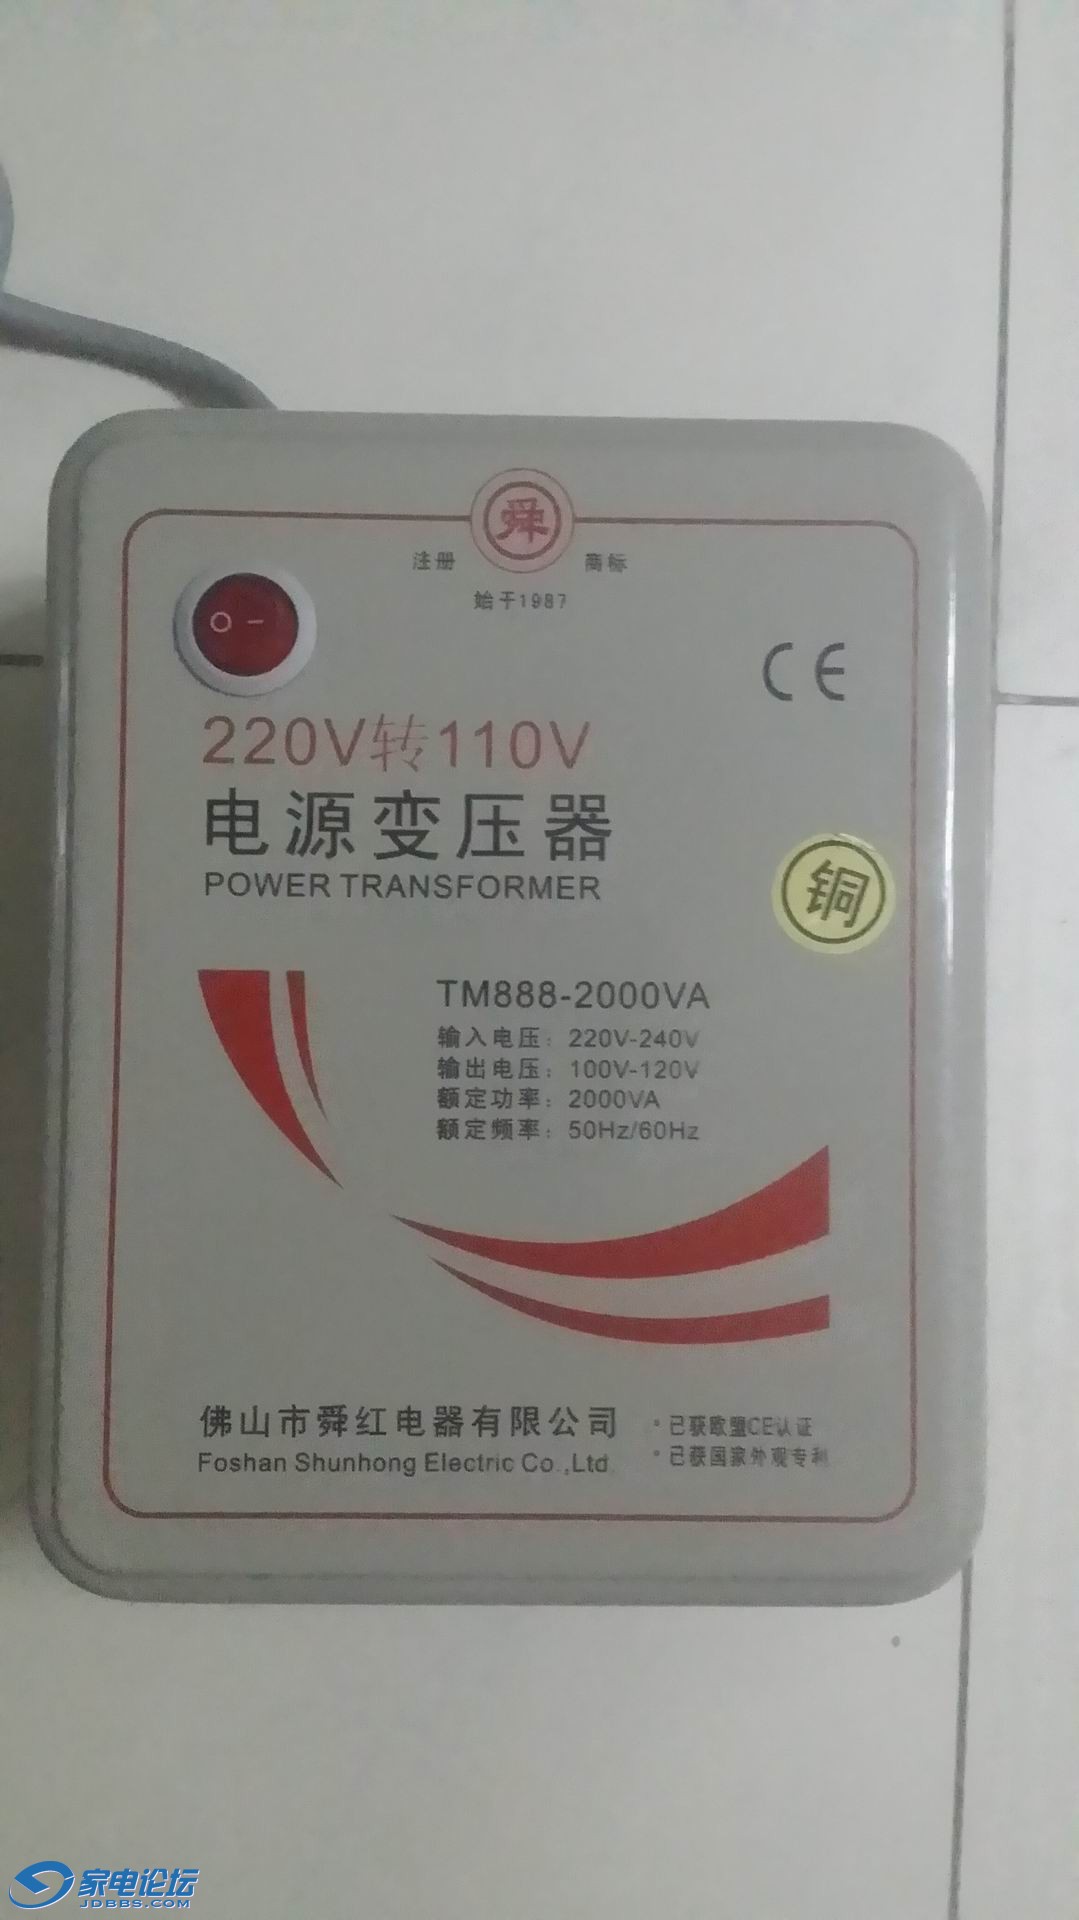 舜
注册 商标
始于1987
CE
220V转110V
电源变压器
POWER TRANSFORMER
铜
TM888-2000VA
输入电压：220V-240V
输出电压：100V-120V
额定功率：2000VA
额定频率：50Hz/60Hz
佛山市舜红电器有限公司
Foshan Shunhong Electric Co.,Ltd.
·已获欧盟CE认证
·已获国家外观专利
家电论坛
JDBBS.COM